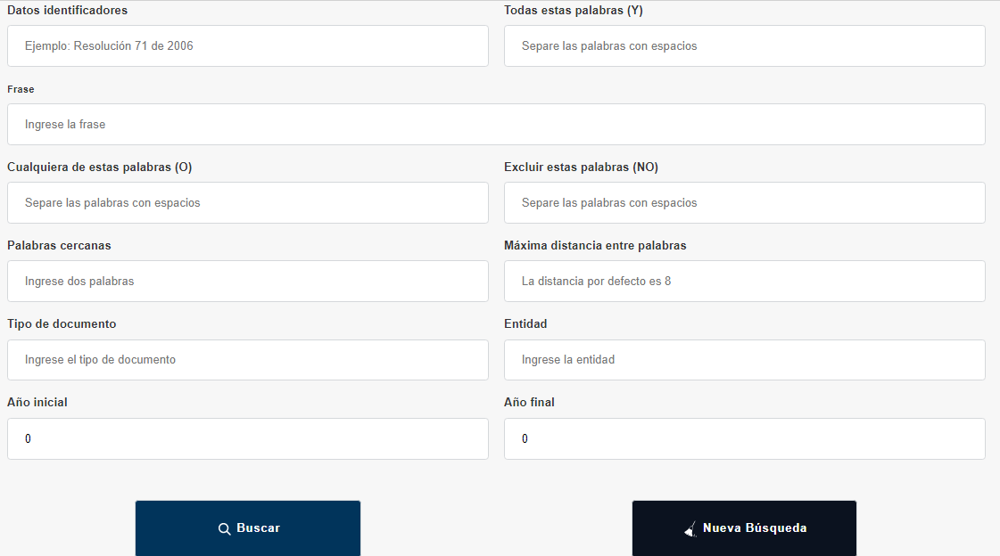 Datos identificadores
Todas estas palabras (Y)
Ejemplo: Resolución 71 de 2006
Separe las palabras con espacios
Frase
Ingrese la frase
Cualquiera de estas palabras (O)
Excluir estas palabras (NO)
Separe las palabras con espacios
Separe las palabras con espacios
Palabras cercanas
Máxima distancia entre palabras
Ingrese dos palabras
La distancia por defecto es 8
Tipo de documento
Entidad
Ingrese el tipo de documento
Ingrese la entidad
Año inicial
Año final
0
0
Buscar
Nueva Búsqueda